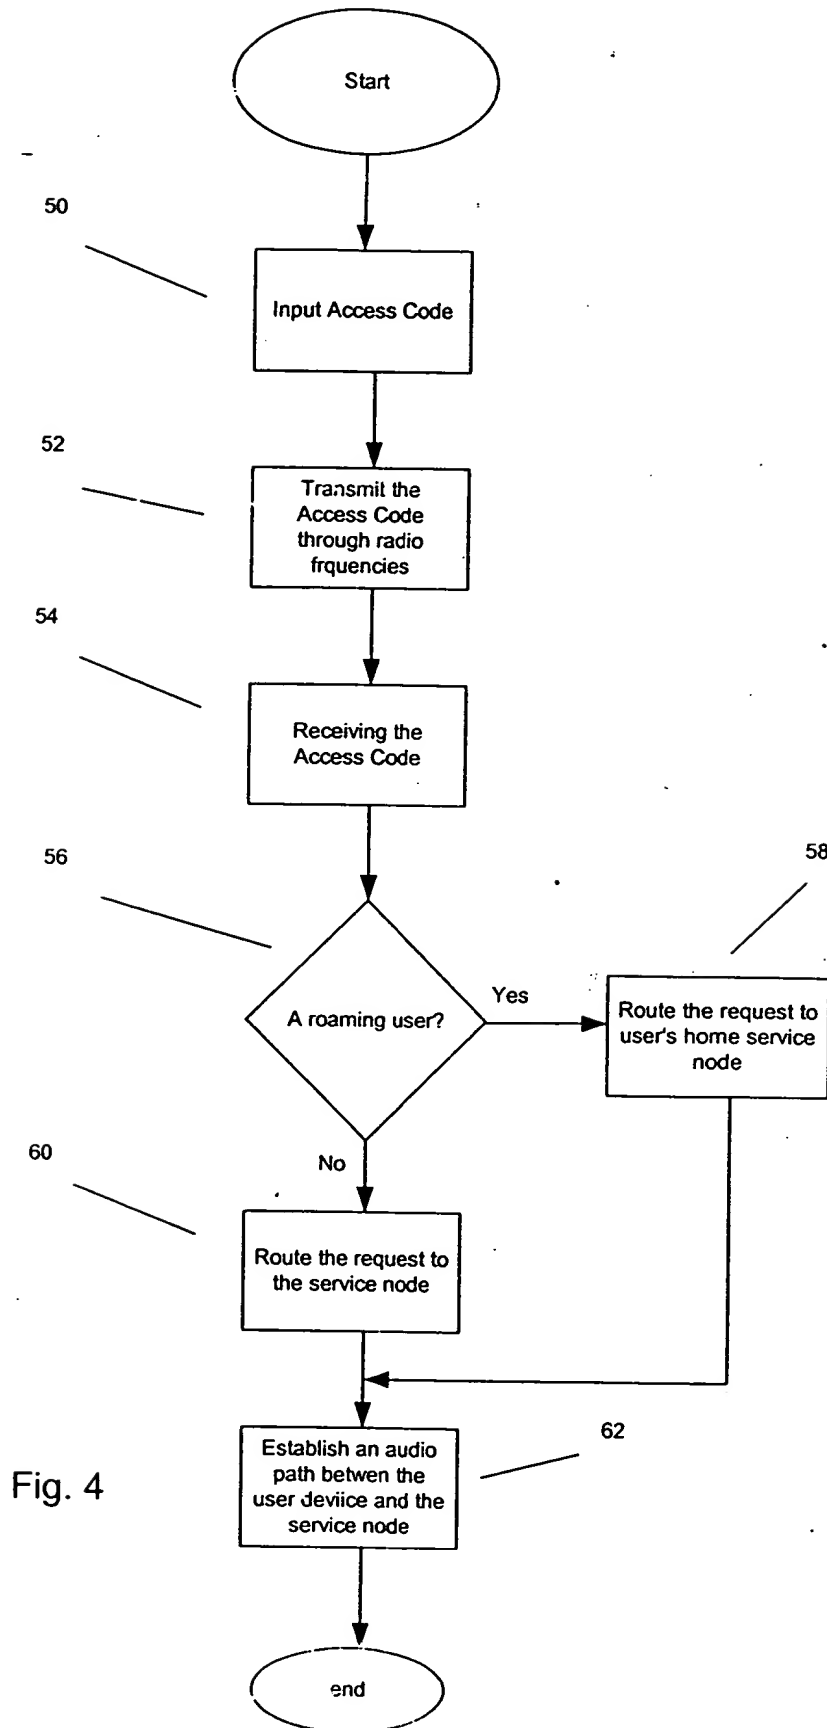 Start
50
Input Access Code
52
Transmit the
Access Code
through radio
frquencies
54
Receiving the
Access Code
56
A roaming user?
Yes
58
Route the request to
user's home service
node
No
60
Route the request to
the service node
62
Establish an audio
path betwen the
user deviice and the
service node
Fig. 4
end